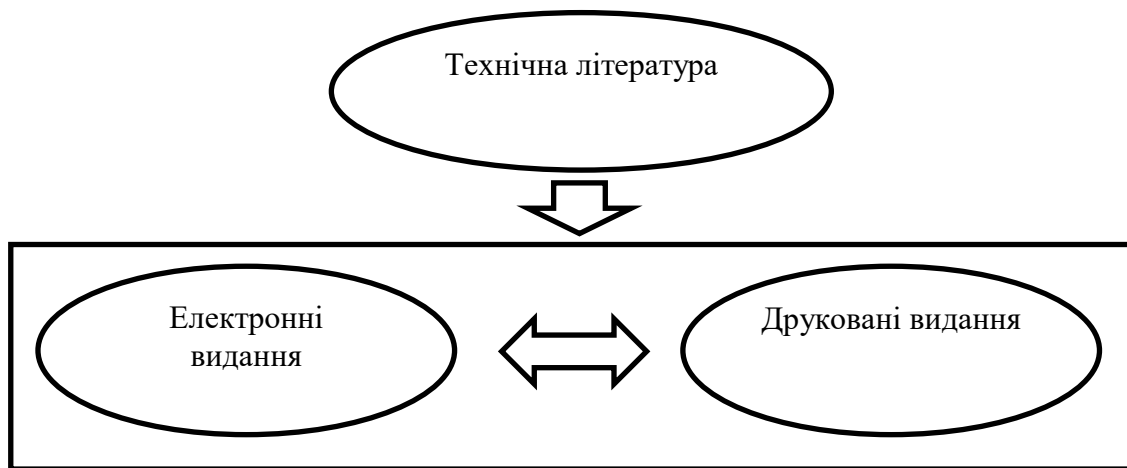 Технічна література
Електронні
видання
Друковані видання